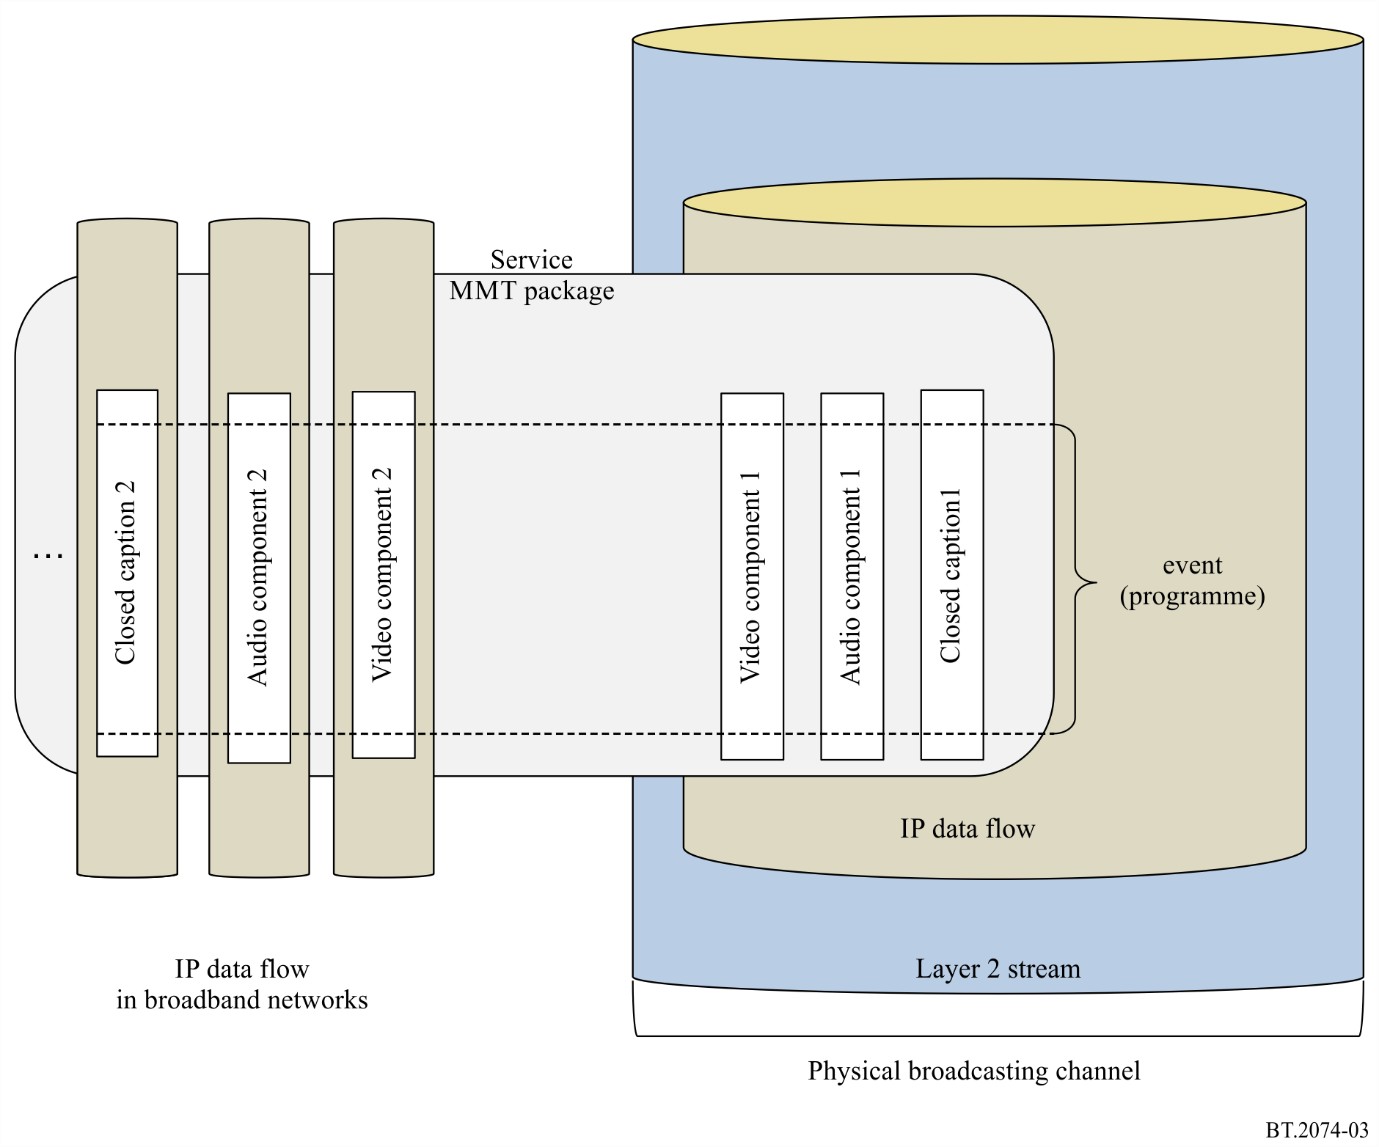 Service
MMT package
...
Closed caption 2
Audio component 2
Video component 2
Video component 1
Audio component 1
Closed caption1
event
(programme)
IP data flow
IP data flow
in broadband networks
Layer 2 stream
Physical broadcasting channel
BT.2074-03